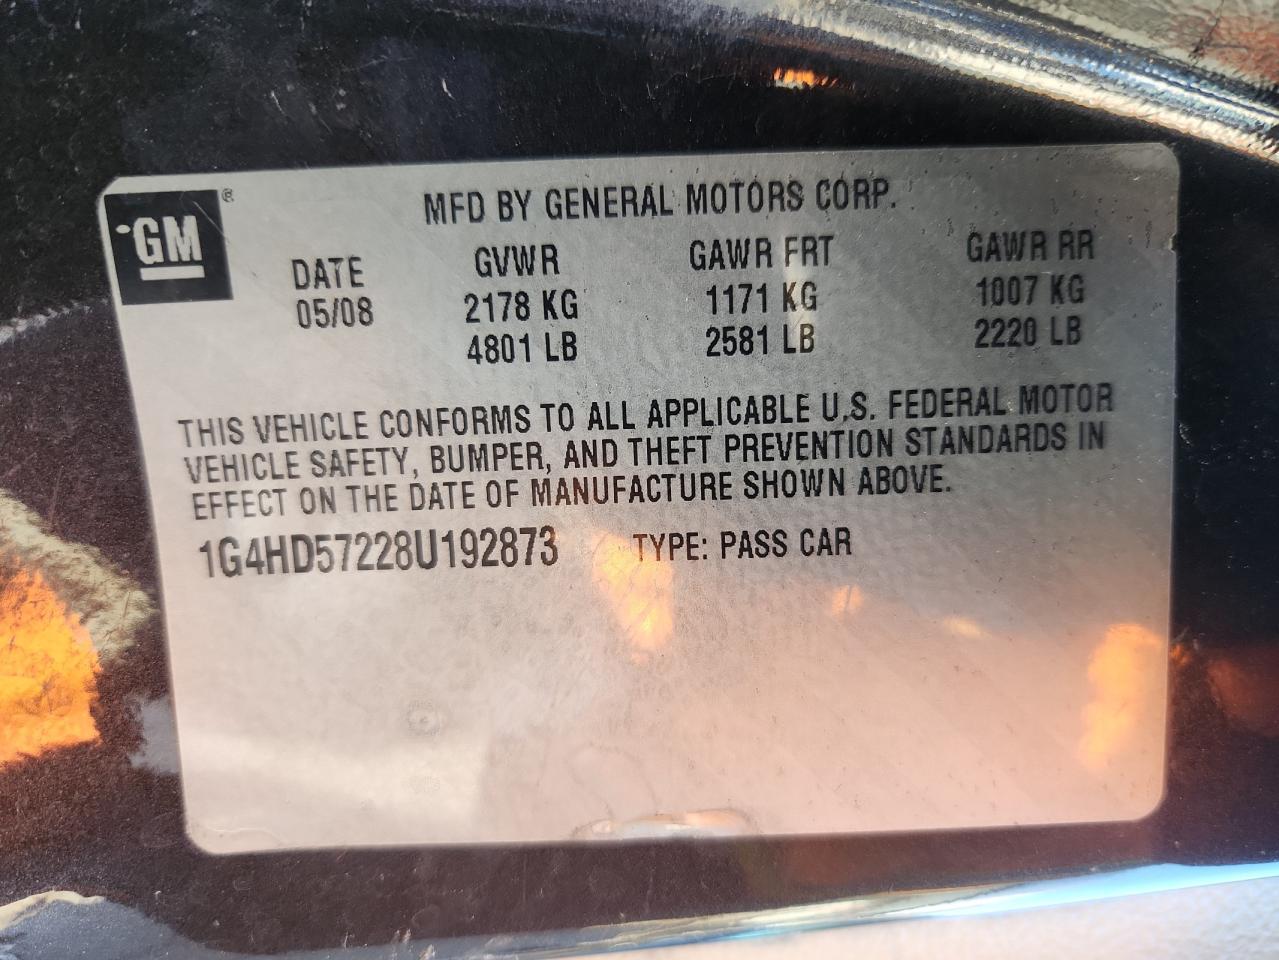 GM®
MFD BY GENERAL MOTORS CORP.
DATE GVWR GAWR FRT GAWR RR
05/08 2178 KG 1171 KG 1007 KG
4801 LB 2581 LB 2220 LB
THIS VEHICLE CONFORMS TO ALL APPLICABLE U.S. FEDERAL MOTOR
VEHICLE SAFETY, BUMPER, AND THEFT PREVENTION STANDARDS IN
EFFECT ON THE DATE OF MANUFACTURE SHOWN ABOVE.
1G4HD57228U192873 TYPE: PASS CAR